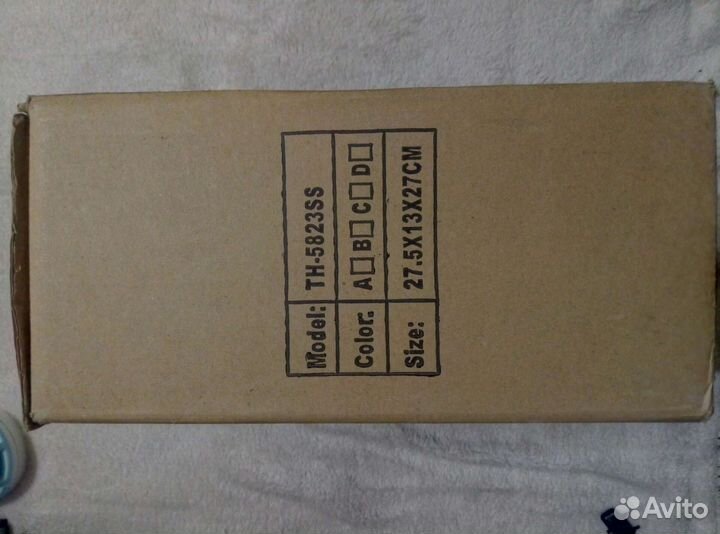 Model: TH-5823SS
Color: A□ B□ C□ D□
Size: 27.5X13X27CM
Avito